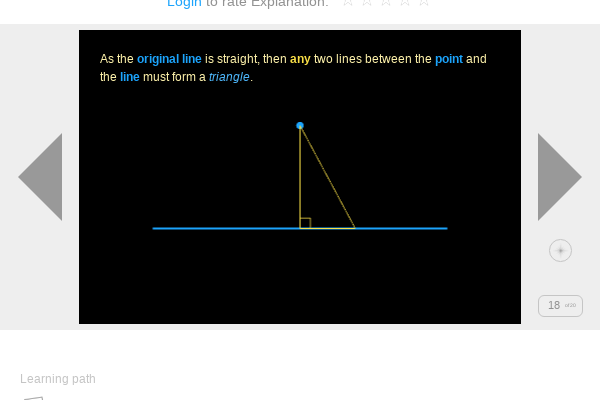 Login to rate Explanation:
As the original line is straight, then any two lines between the point and
the line must form a triangle.
18 of 20
Learning path